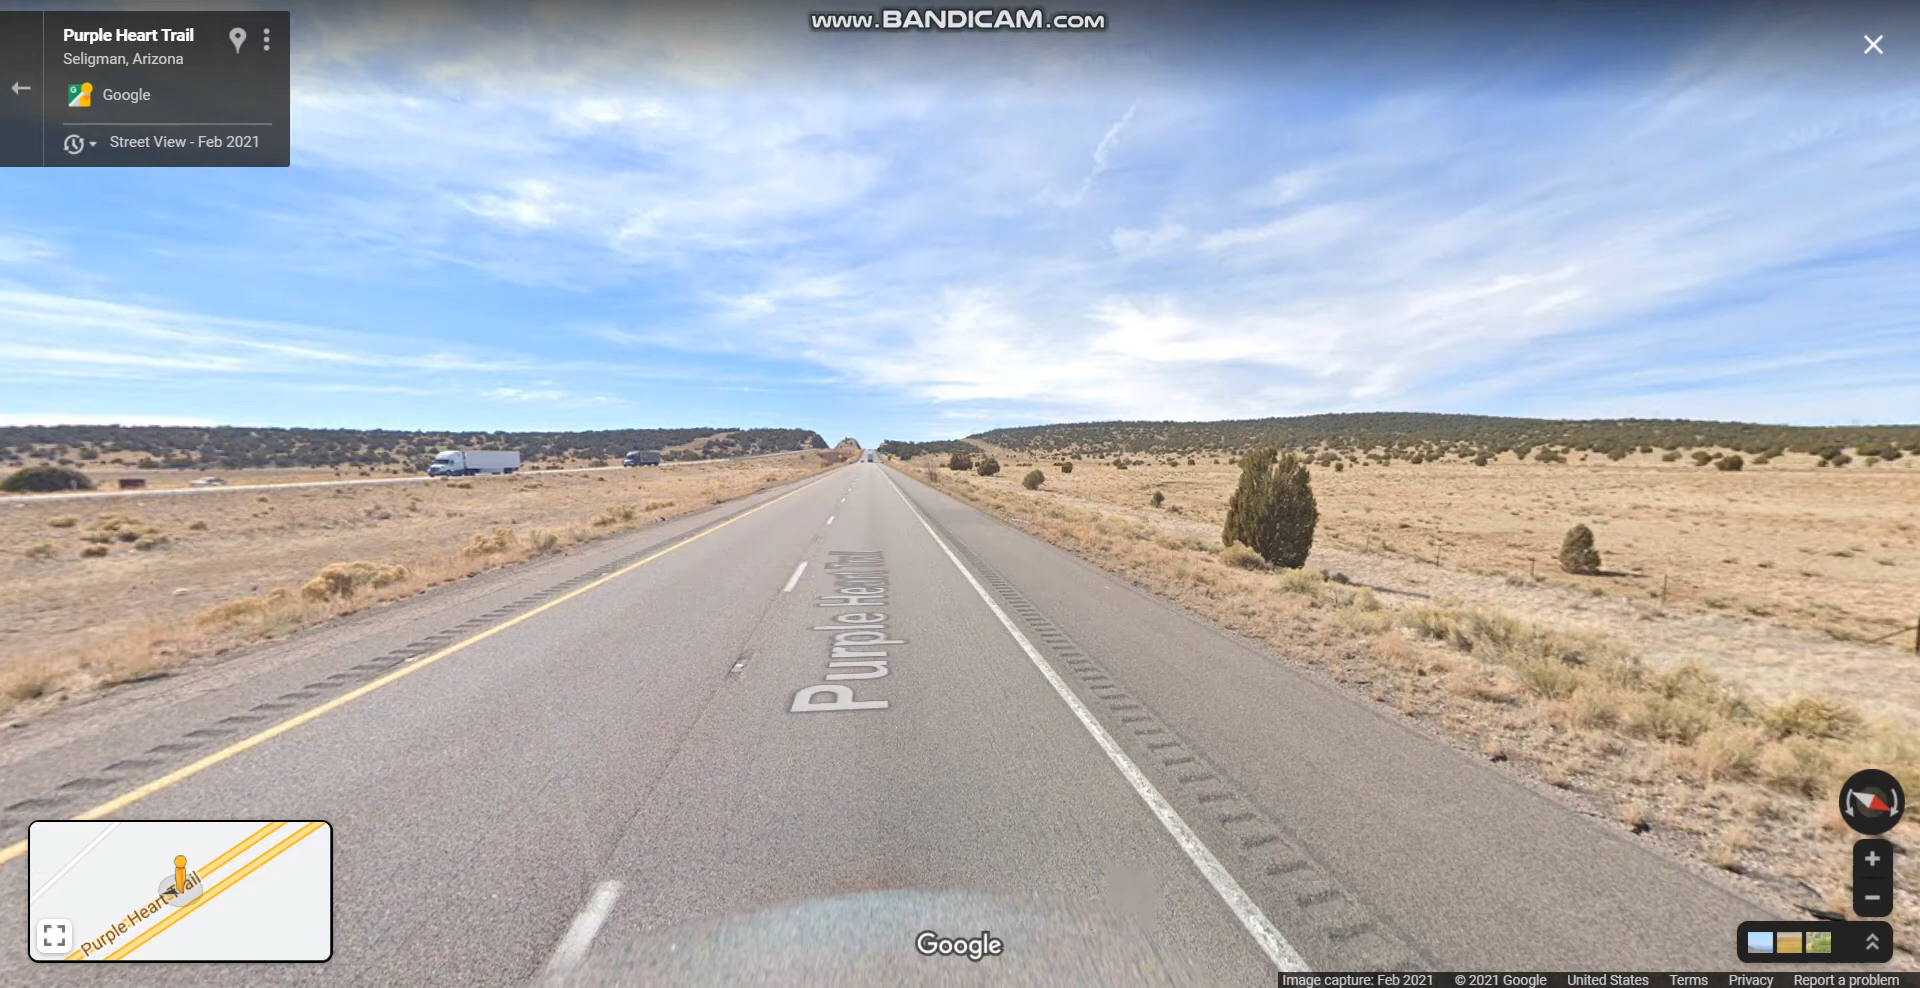 www.BANDICAM.com
Purple Heart Trail
Seligman, Arizona
Google
Street View - Feb 2021
Purple Heart Trail
Purple Heart Trail
Google
Image capture: Feb 2021 © 2021 Google United States Terms Privacy Report a problem